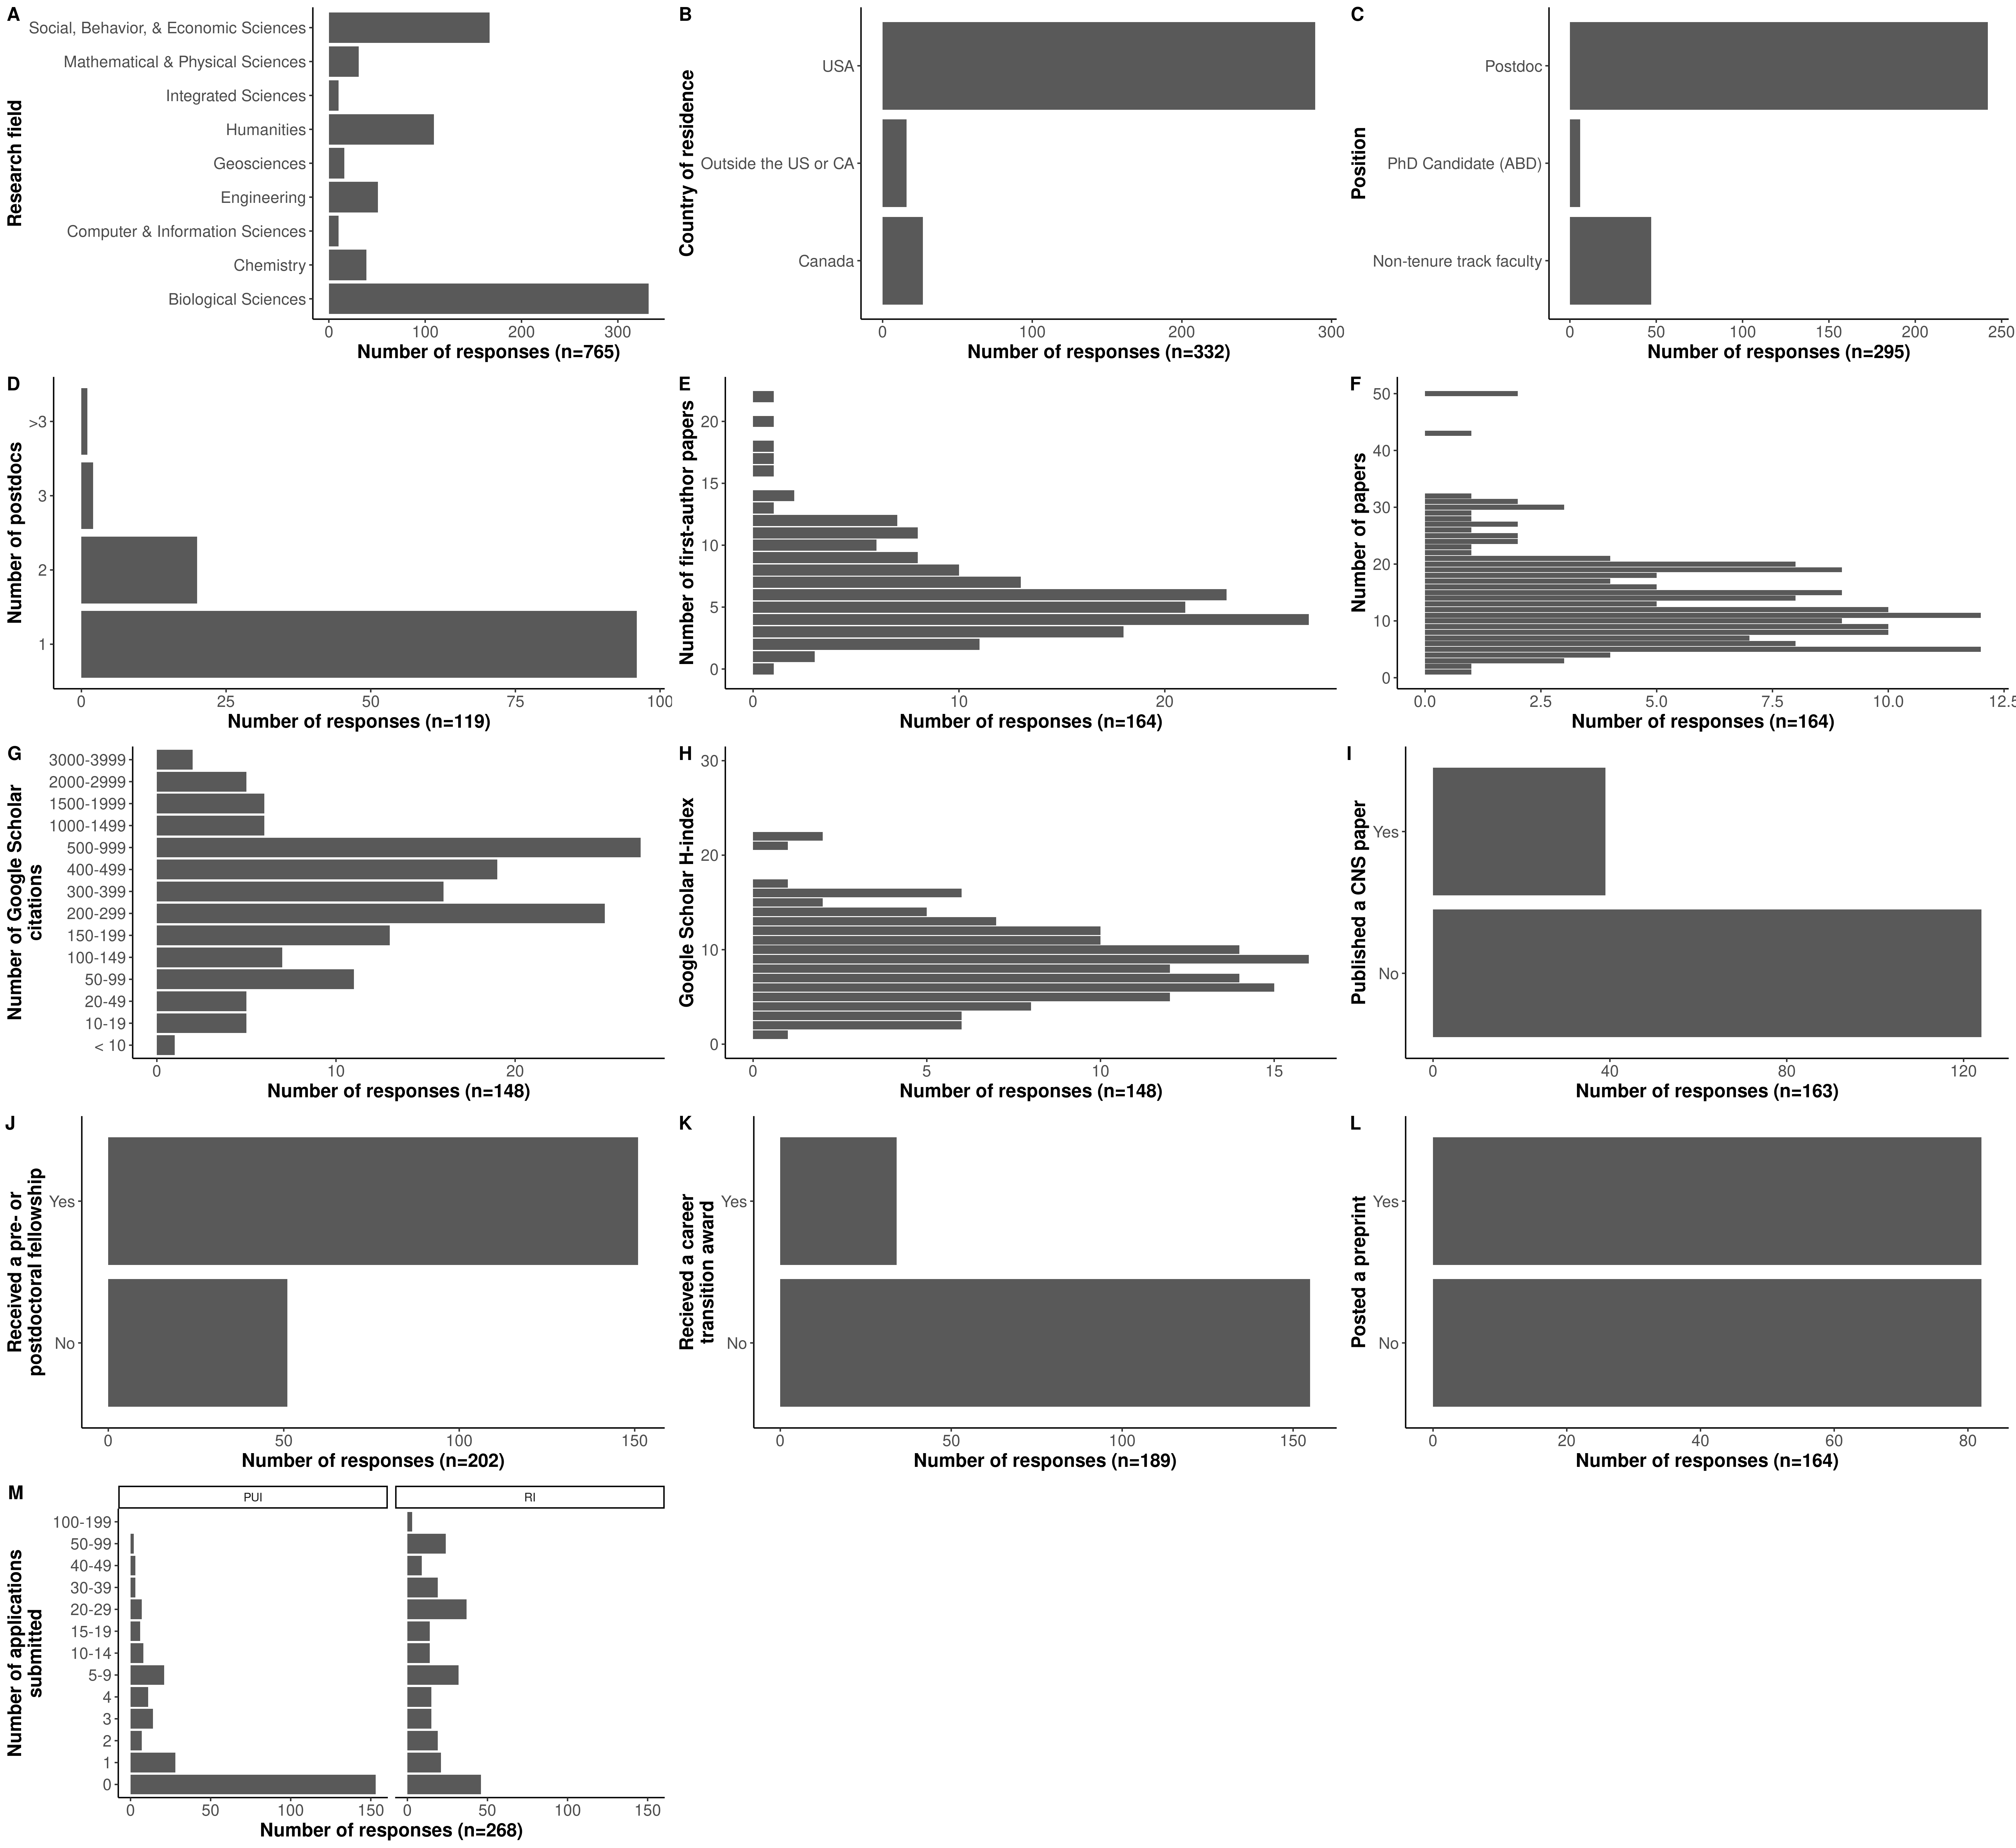 A
Research field
Social, Behavior, & Economic Sciences
Mathematical & Physical Sciences
Integrated Sciences
Humanities
Geosciences
Engineering
Computer & Information Sciences
Chemistry
Biological Sciences
0 100 200 300
Number of responses (n=765)
B
Country of residence
USA
Outside the US or CA
Canada
0 100 200 300
Number of responses (n=332)
C
Position
Postdoc
PhD Candidate (ABD)
Non-tenure track faculty
0 50 100 150 200 250
Number of responses (n=295)
D
Number of postdocs
>3
3
2
1
0 25 50 75 100
Number of responses (n=119)
E
Number of first-author papers
20
15
10
5
0
0 10 20
Number of responses (n=164)
F
Number of papers
50
40
30
20
10
0
0.0 2.5 5.0 7.5 10.0 12.5
Number of responses (n=164)
G
Number of Google Scholar
citations
3000-3999
2000-2999
1500-1999
1000-1499
500-999
400-499
300-399
200-299
150-199
100-149
50-99
20-49
10-19
< 10
0 10 20
Number of responses (n=148)
H
Google Scholar H-index
30
20
10
0
0 5 10 15
Number of responses (n=148)
I
Published a CNS paper
Yes
No
0 40 80 120
Number of responses (n=163)
J
Received a pre- or
postdoctoral fellowship
Yes
No
0 50 100 150
Number of responses (n=202)
K
Recieved a career
transition award
Yes
No
0 50 100 150
Number of responses (n=189)
L
Posted a preprint
Yes
No
0 20 40 60 80
Number of responses (n=164)
M
Number of applications
submitted
PUI RI
100-199
50-99
40-49
30-39
20-29
15-19
10-14
5-9
4
3
2
1
0
0 50 100 150 0 50 100 150
Number of responses (n=268)